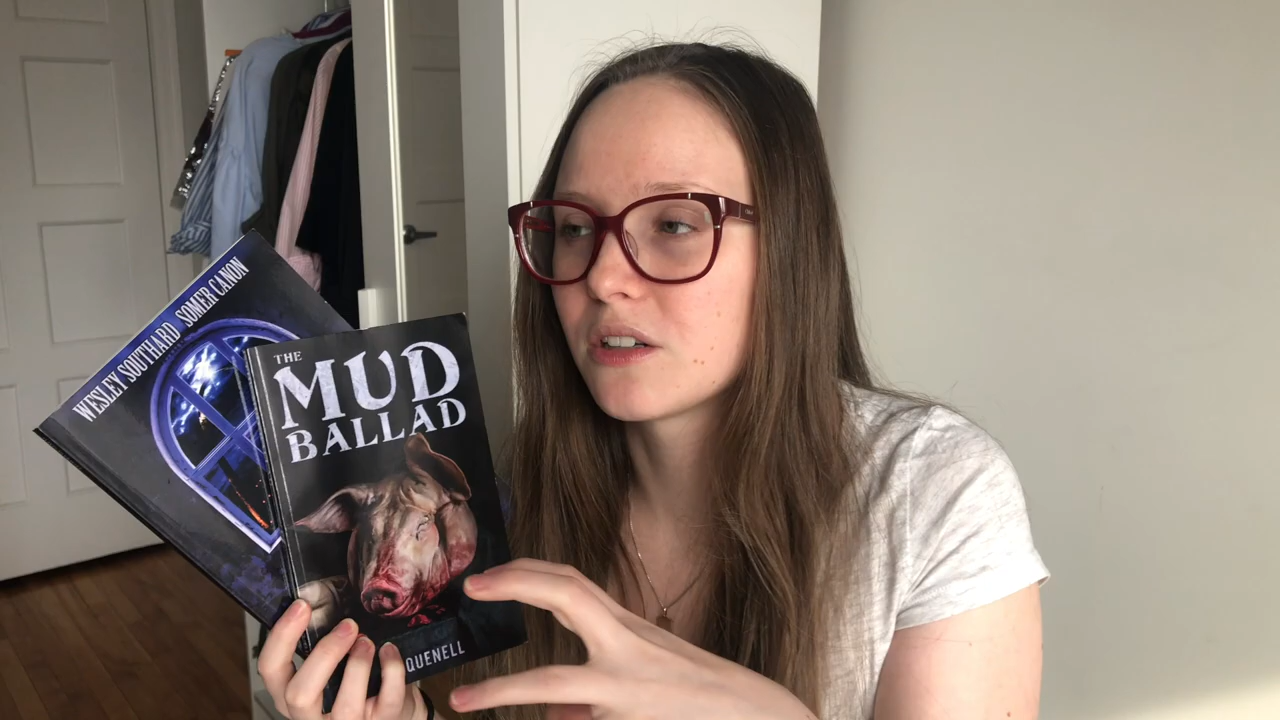 WESLEY SOUTHARD SOMER CANON
THE
MUD
BALLAD
QUENELL